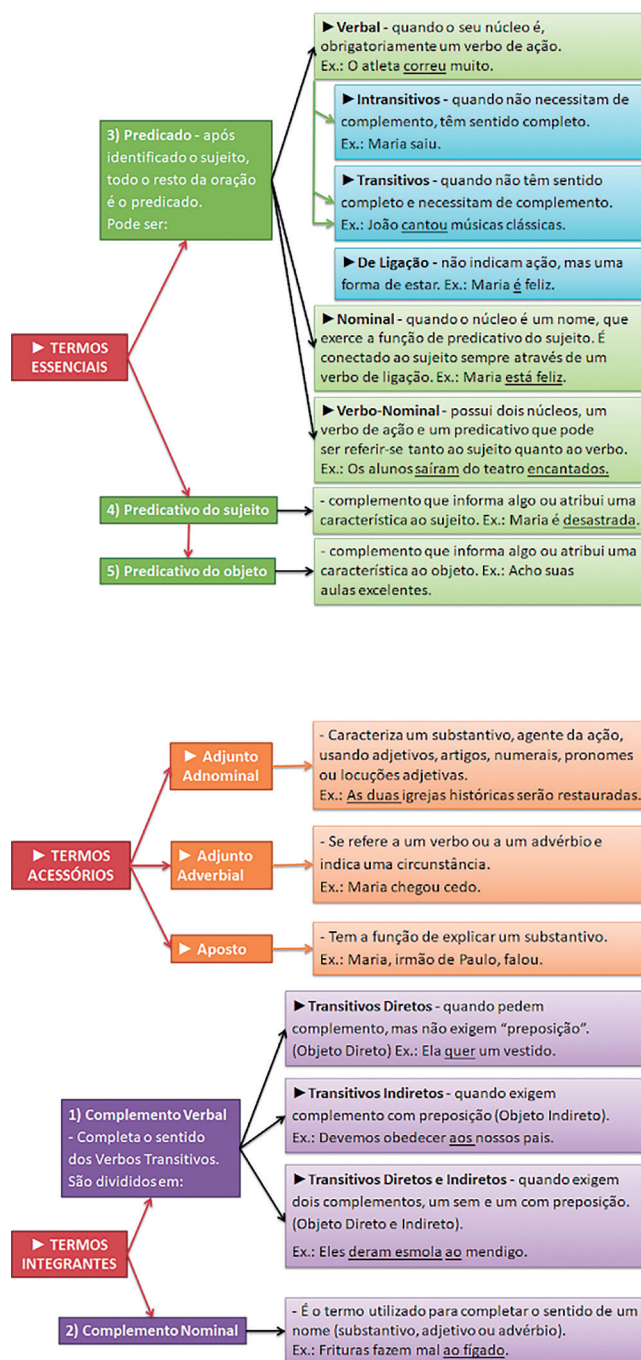 ► Verbal - quando o seu núcleo é,
obrigatoriamente um verbo de ação.
Ex.: O atleta correu muito.
► Intransitivos - quando não necessitam de
complemento, têm sentido completo.
Ex.: Maria saiu.
3) Predicado - após
identificado o sujeito,
todo o resto da oração
é o predicado.
Pode ser:
► Transitivos - quando não têm sentido
completo e necessitam de complemento.
Ex.: João cantou músicas clássicas.
► De Ligação - não indicam ação, mas uma
forma de estar. Ex.: Maria é feliz.
► TERMOS
ESSENCIAIS
► Nominal - quando o núcleo é um nome, que
exerce a função de predicativo do sujeito. É
conectado ao sujeito sempre através de um
verbo de ligação. Ex.: Maria está feliz.
► Verbo-Nominal - possui dois núcleos, um
verbo de ação e um predicativo que pode
ser referir-se tanto ao sujeito quanto ao verbo.
Ex.: Os alunos saíram do teatro encantados.
4) Predicativo do sujeito
- complemento que informa algo ou atribui uma
característica ao sujeito. Ex.: Maria é desastrada.
5) Predicativo do objeto
- complemento que informa algo ou atribui uma
característica ao objeto. Ex.: Acho suas
aulas excelentes.
► Adjunto
Adnominal
- Caracteriza um substantivo, agente da ação,
usando adjetivos, artigos, numerais, pronomes
ou locuções adjetivas.
Ex.: As duas igrejas históricas serão restauradas.
► TERMOS
ACESSÓRIOS
► Adjunto
Adverbial
- Se refere a um verbo ou a um advérbio e
indica uma circunstância.
Ex.: Maria chegou cedo.
► Aposto
- Tem a função de explicar um substantivo.
Ex.: Maria, irmão de Paulo, falou.
► Transitivos Diretos - quando pedem
complemento, mas não exigem “preposição”.
(Objeto Direto) Ex.: Ela quer um vestido.
1) Complemento Verbal
- Completa o sentido
dos Verbos Transitivos.
São divididos em:
► Transitivos Indiretos - quando exigem
complemento com preposição (Objeto Indireto).
Ex.: Devemos obedecer aos nossos pais.
► Transitivos Diretos e Indiretos - quando exigem
dois complementos, um sem e um com preposição.
(Objeto Direto e Indireto).
Ex.: Eles deram esmola ao mendigo.
► TERMOS
INTEGRANTES
2) Complemento Nominal
- É o termo utilizado para completar o sentido de um
nome (substantivo, adjetivo ou advérbio).
Ex.: Frituras fazem mal ao fígado.